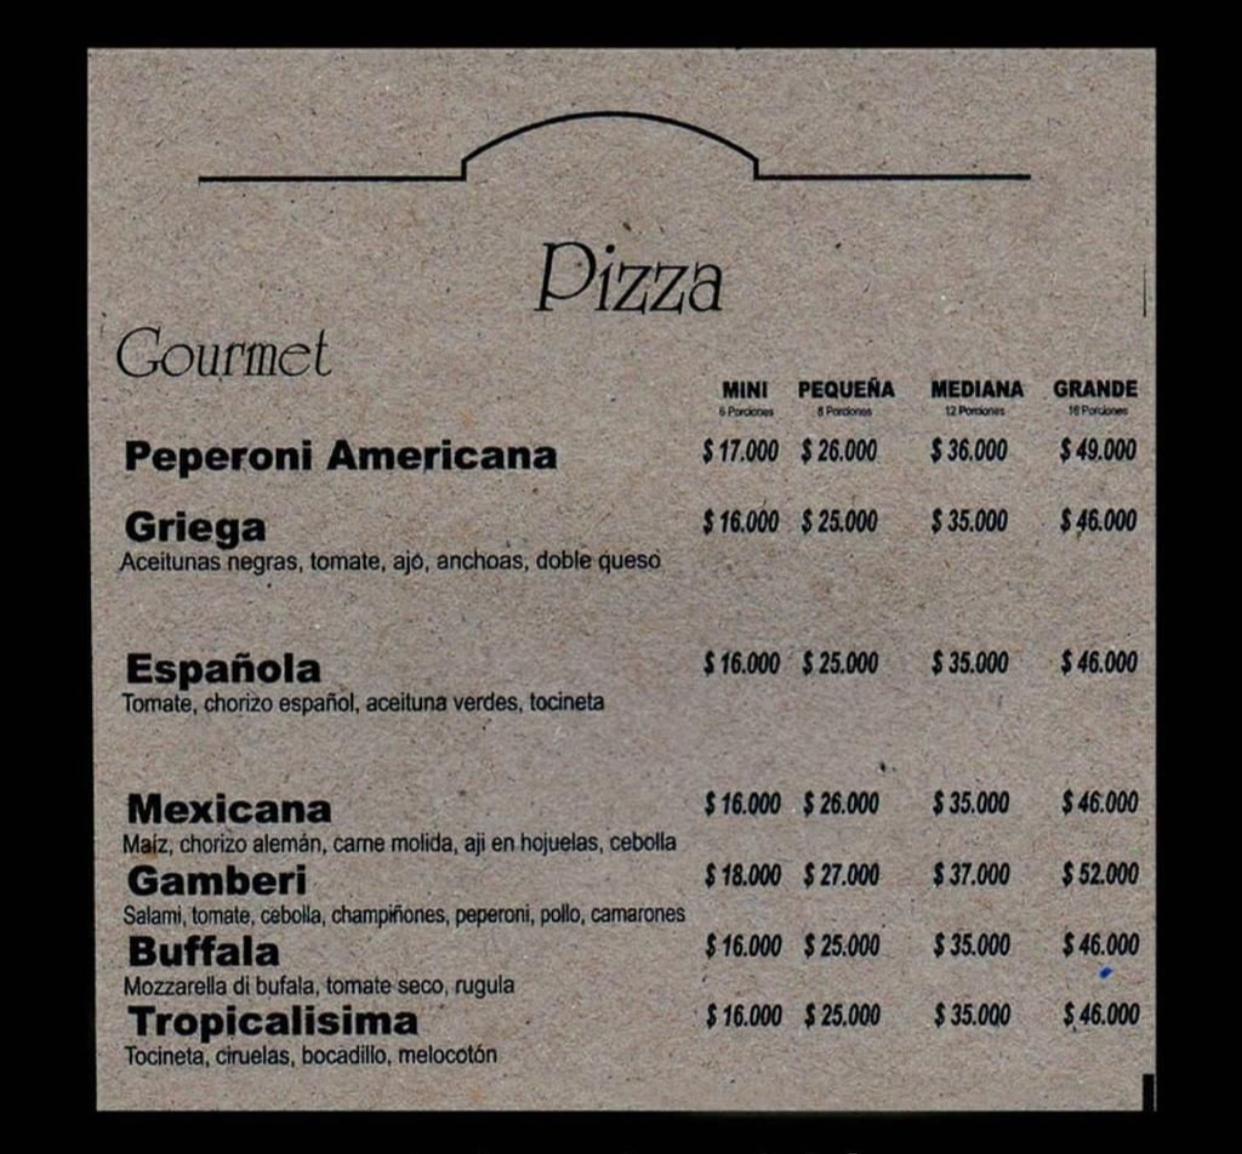 Pizza
Gourmet
MINI PEQUEÑA MEDIANA GRANDE
6 Porciones 8 Porciones 12 Porciones 16 Porciones
Peperoni Americana $ 17.000 $ 26.000 $ 36.000 $ 49.000
Griega $ 16.000 $ 25.000 $ 35.000 $ 46.000
Aceitunas negras, tomate, ajo, anchoas, doble queso
Española $ 16.000 $ 25.000 $ 35.000 $ 46.000
Tomate, chorizo español, aceituna verdes, tocineta
Mexicana $ 16.000 $ 26.000 $ 35.000 $ 46.000
Maíz, chorizo alemán, carne molida, aji en hojuelas, cebolla
Gamberi $ 18.000 $ 27.000 $ 37.000 $ 52.000
Salami, tomate, cebolla, champiñones, peperoni, pollo, camarones
Buffala $ 16.000 $ 25.000 $ 35.000 $ 46.000
Mozzarella di bufala, tomate seco, rugula
Tropicalisima $ 16.000 $ 25.000 $ 35.000 $ 46.000
Tocineta, ciruelas, bocadillo, melocotón